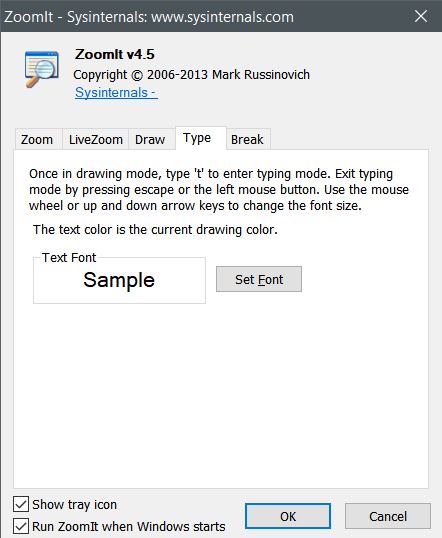 ZoomIt - Sysinternals: www.sysinternals.com
ZoomIt v4.5
Copyright © 2006-2013 Mark Russinovich
Sysinternals -
Zoom LiveZoom Draw Type Break
Once in drawing mode, type 't' to enter typing mode. Exit typing
mode by pressing escape or the left mouse button. Use the mouse
wheel or up and down arrow keys to change the font size.
The text color is the current drawing color.
Text Font
Sample
Set Font
Show tray icon
Run ZoomIt when Windows starts
OK
Cancel